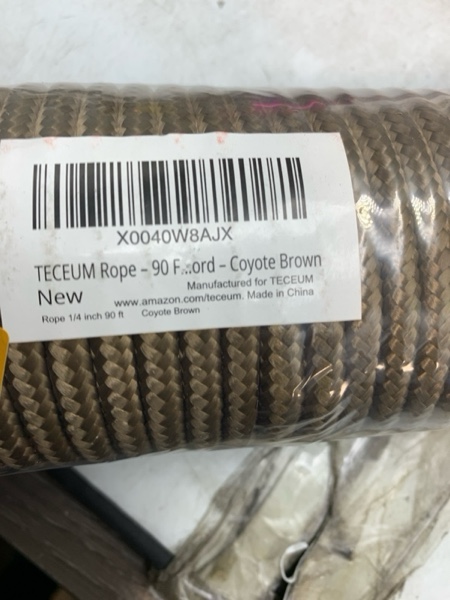 X0040W8AJX
TECEUM Rope – 90 F...ord – Coyote Brown
Manufactured for TECEUM
New
www.amazon.com/teceum. Made in China
Rope 1/4 inch 90 ft Coyote Brown